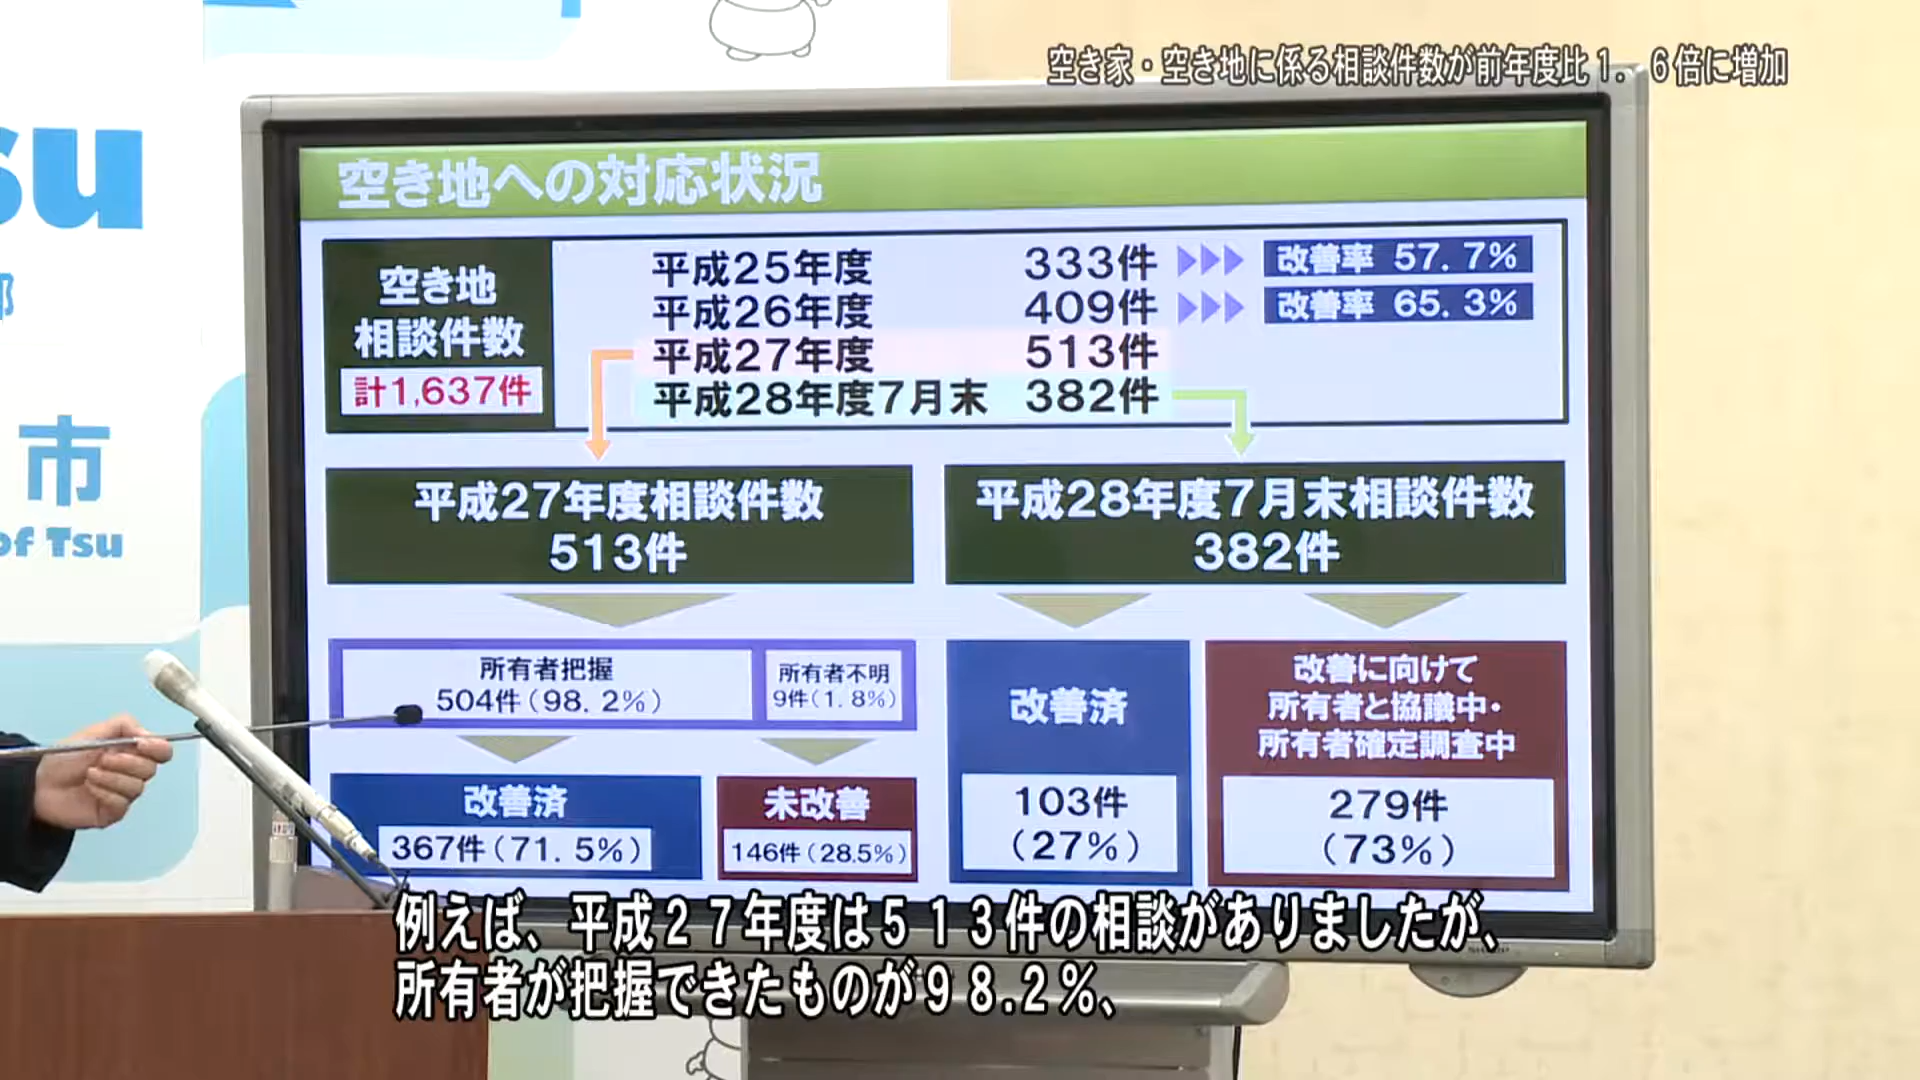 空き家・空き地に係る相談件数が前年度比１．６倍に増加
su
市
of Tsu
空き地への対応状況
空き地
相談件数
計1,637件
平成25年度 333件 改善率 57.7%
平成26年度 409件 改善率 65.3%
平成27年度 513件
平成28年度7月末 382件
平成27年度相談件数
513件
平成28年度7月末相談件数
382件
所有者把握
504件(98.2%)
所有者不明
9件(1.8%)
改善済
367件(71.5%)
未改善
146件(28.5%)
改善済
103件
(27%)
改善に向けて
所有者と協議中・
所有者確定調査中
279件
(73%)
例えば、平成２７年度は５１３件の相談がありましたが、
所有者が把握できたものが９８.２％、